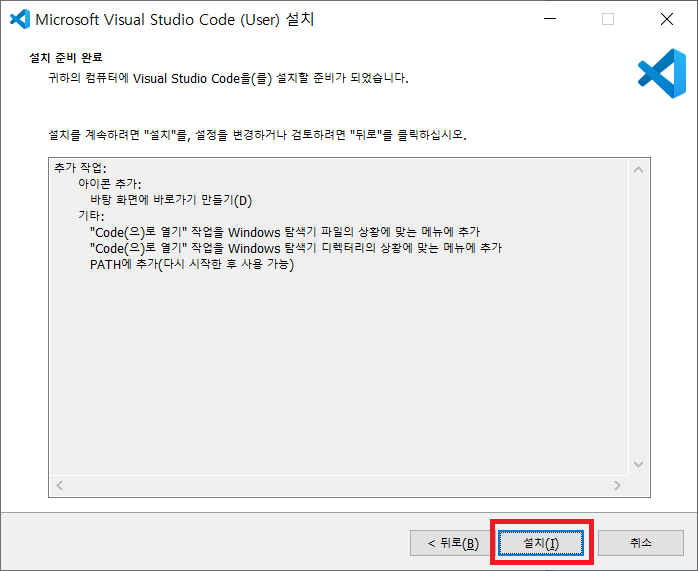 Microsoft Visual Studio Code (User) 설치
설치 준비 완료
귀하의 컴퓨터에 Visual Studio Code을(를) 설치할 준비가 되었습니다.
설치를 계속하려면 "설치"를, 설정을 변경하거나 검토하려면 "뒤로"를 클릭하십시오.
추가 작업:
아이콘 추가:
바탕 화면에 바로가기 만들기(D)
기타:
"Code(으)로 열기" 작업을 Windows 탐색기 파일의 상황에 맞는 메뉴에 추가
"Code(으)로 열기" 작업을 Windows 탐색기 디렉터리의 상황에 맞는 메뉴에 추가
PATH에 추가(다시 시작한 후 사용 가능)
< 뒤로(B) 설치(I) 취소